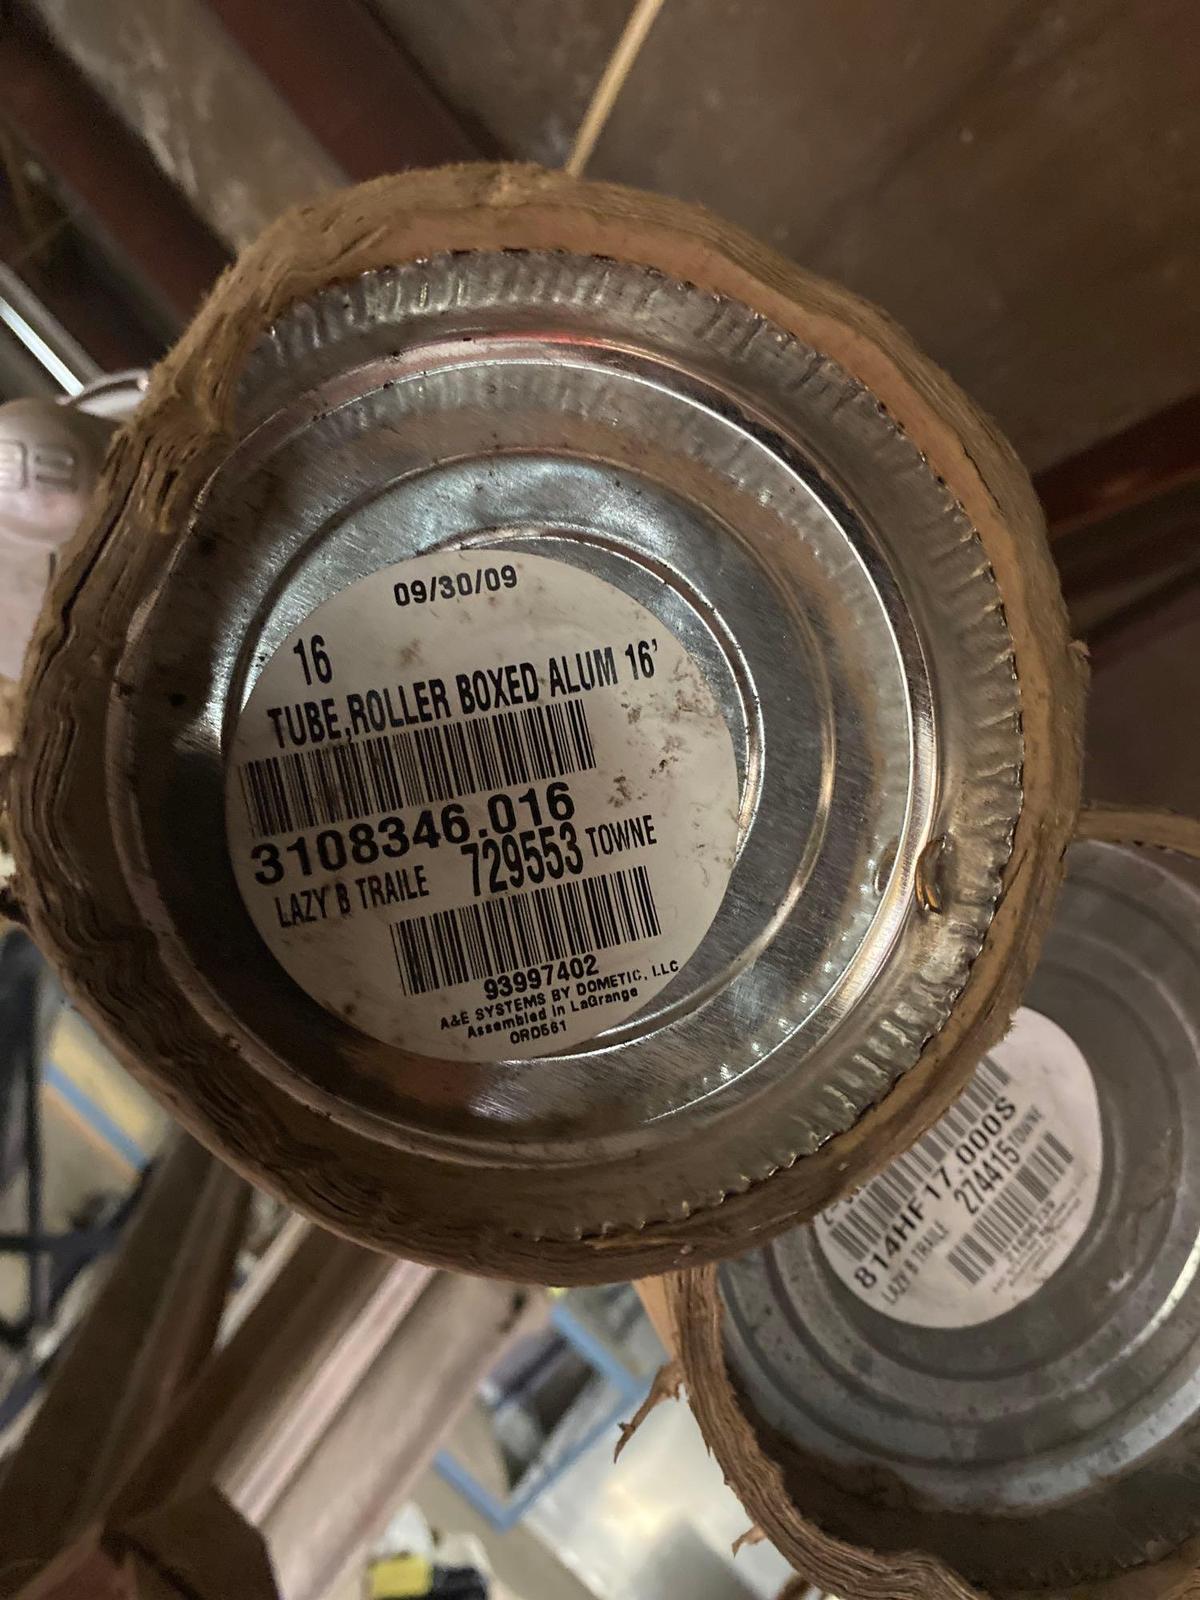 09/30/09
16
TUBE,ROLLER BOXED ALUM 16'
3108346.016
LAZY B TRAILE 729553 TOWNE
93997402
A&E SYSTEMS BY DOMETIC, LLC
Assembled in LaGrange
ORD561
814HF17.000S
LAZY B TRAILE 274415 TOWNE